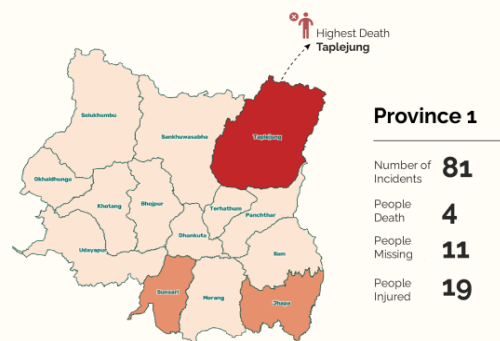 Highest Death
Taplejung
Solukhumbu
Sankhuwasabha
Taplejung
Okhaldhunga
Khotang
Bhojpur
Terhathum
Panchthar
Dhankuta
Udayapur
Ilam
Sunsari
Morang
Jhapa
Province 1
Number of
Incidents 81
People
Death 4
People
Missing 11
People
Injured 19